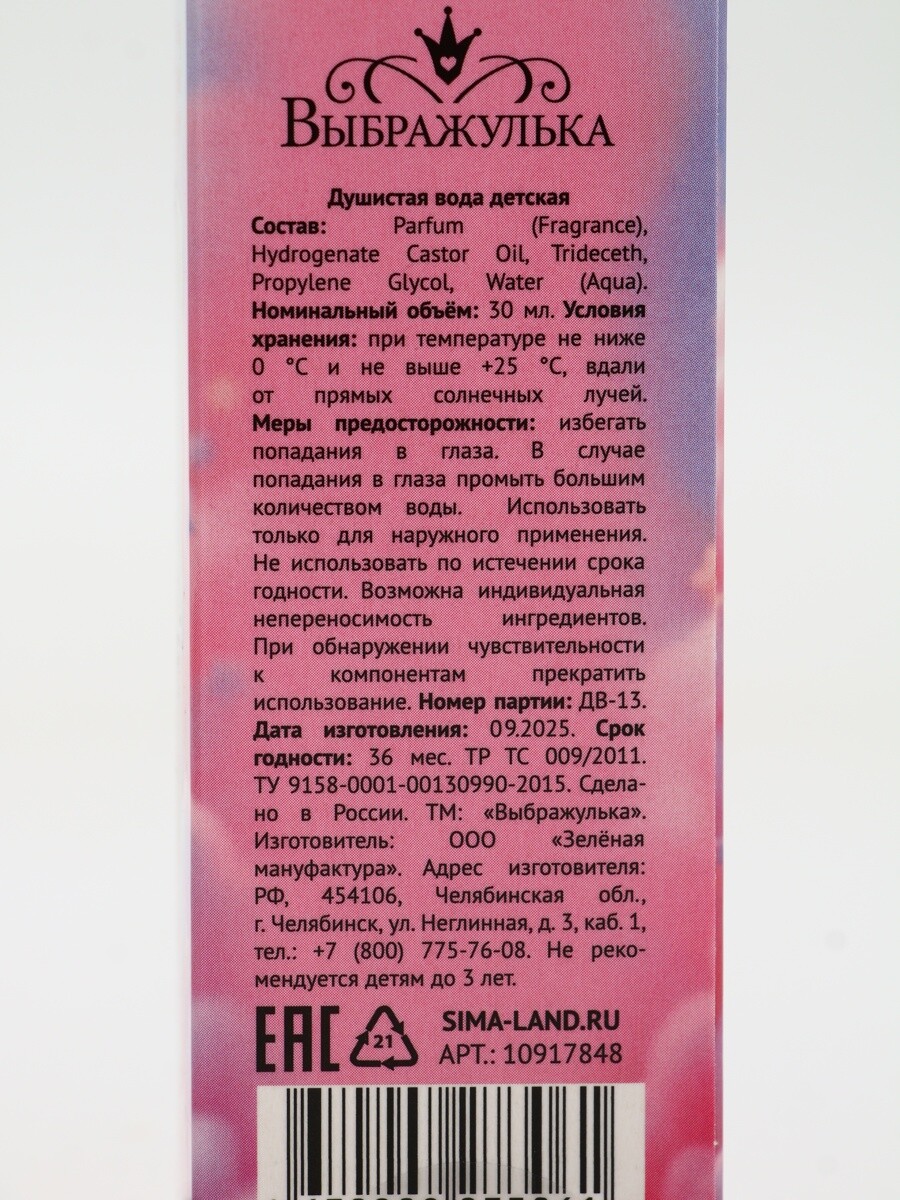 Выбражулька
Душистая вода детская
Состав: Parfum (Fragrance),
Hydrogenate Castor Oil, Trideceth,
Propylene Glycol, Water (Aqua).
Номинальный объём: 30 мл. Условия
хранения: при температуре не ниже
0 °С и не выше +25 °С, вдали
от прямых солнечных лучей.
Меры предосторожности: избегать
попадания в глаза. В случае
попадания в глаза промыть большим
количеством воды. Использовать
только для наружного применения.
Не использовать по истечении срока
годности. Возможна индивидуальная
непереносимость ингредиентов.
При обнаружении чувствительности
к компонентам прекратить
использование. Номер партии: ДВ-13.
Дата изготовления: 09.2025. Срок
годности: 36 мес. ТР ТС 009/2011.
ТУ 9158-0001-00130990-2015. Сдела-
но в России. ТМ: «Выбражулька».
Изготовитель: ООО «Зелёная
мануфактура». Адрес изготовителя:
РФ, 454106, Челябинская обл.,
г. Челябинск, ул. Неглинная, д. 3, каб. 1,
тел.: +7 (800) 775-76-08. Не реко-
мендуется детям до 3 лет.
EAC 21 SIMA-LAND.RU
АРТ.: 10917848